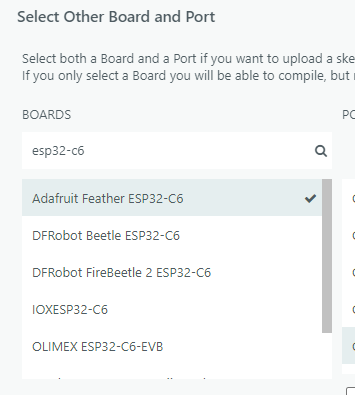 Select Other Board and Port
Select both a Board and a Port if you want to upload a ske
If you only select a Board you will be able to compile, but
BOARDS
esp32-c6
Adafruit Feather ESP32-C6
DFRobot Beetle ESP32-C6
DFRobot FireBeetle 2 ESP32-C6
IOXESP32-C6
OLIMEX ESP32-C6-EVB